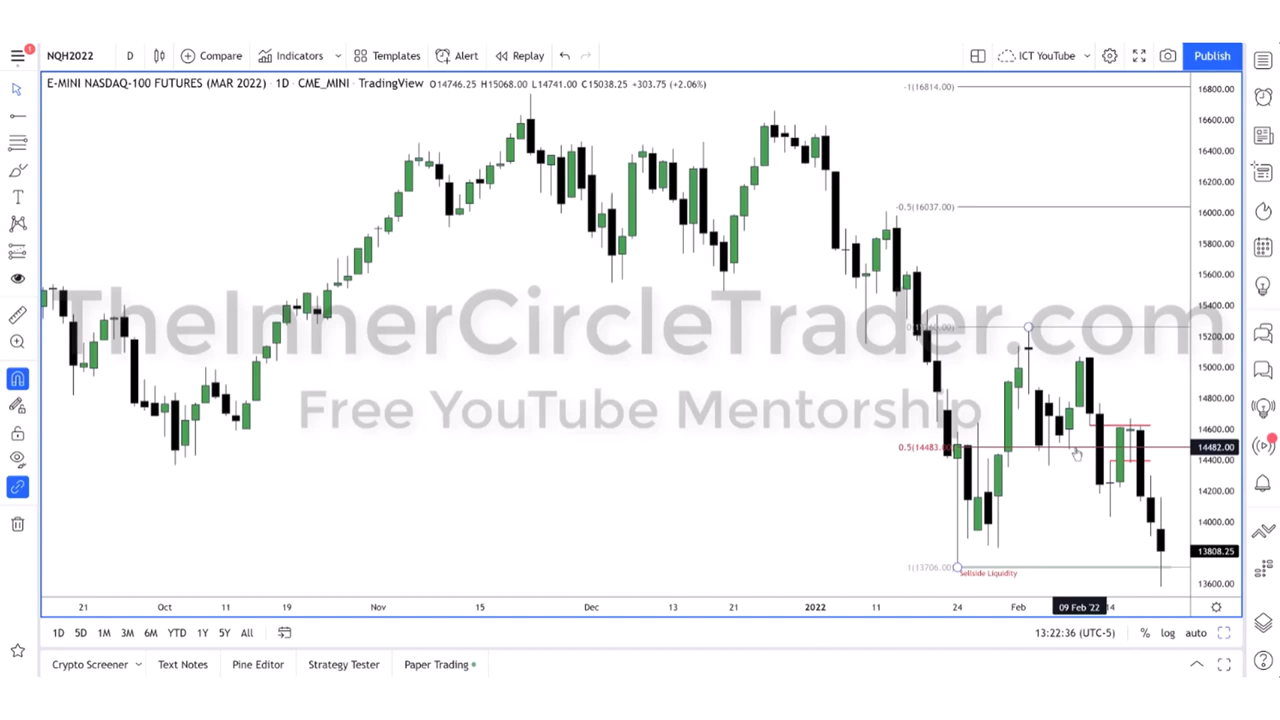 NQH2022 D Compare Indicators Templates Alert Replay ICT YouTube Publish
1
E-MINI NASDAQ-100 FUTURES (MAR 2022) · 1D · CME_MINI · TradingView O14746.25 H15068.00 L14741.00 C15038.25 +303.75 (+2.06%)
-1(16814.00)
16800.00
16600.00
16400.00
16200.00
-0.5(16037.00)
16000.00
15800.00
15600.00
15400.00
TheInnerCircleTrader.com
15200.00
15000.00
Free YouTube Mentorship
14800.00
14600.00
0.5(14483.
14482.00
14400.00
14200.00
14000.00
13808.25
1(13706.00)
Sellside Liquidity
13600.00
21 Oct 11 19 Nov 15 Dec 13 21 2022 11 24 Feb 09 Feb '22 14
1D 5D 1M 3M 6M YTD 1Y 5Y All 13:22:36 (UTC-5) % log auto
Crypto Screener Text Notes Pine Editor Strategy Tester Paper Trading